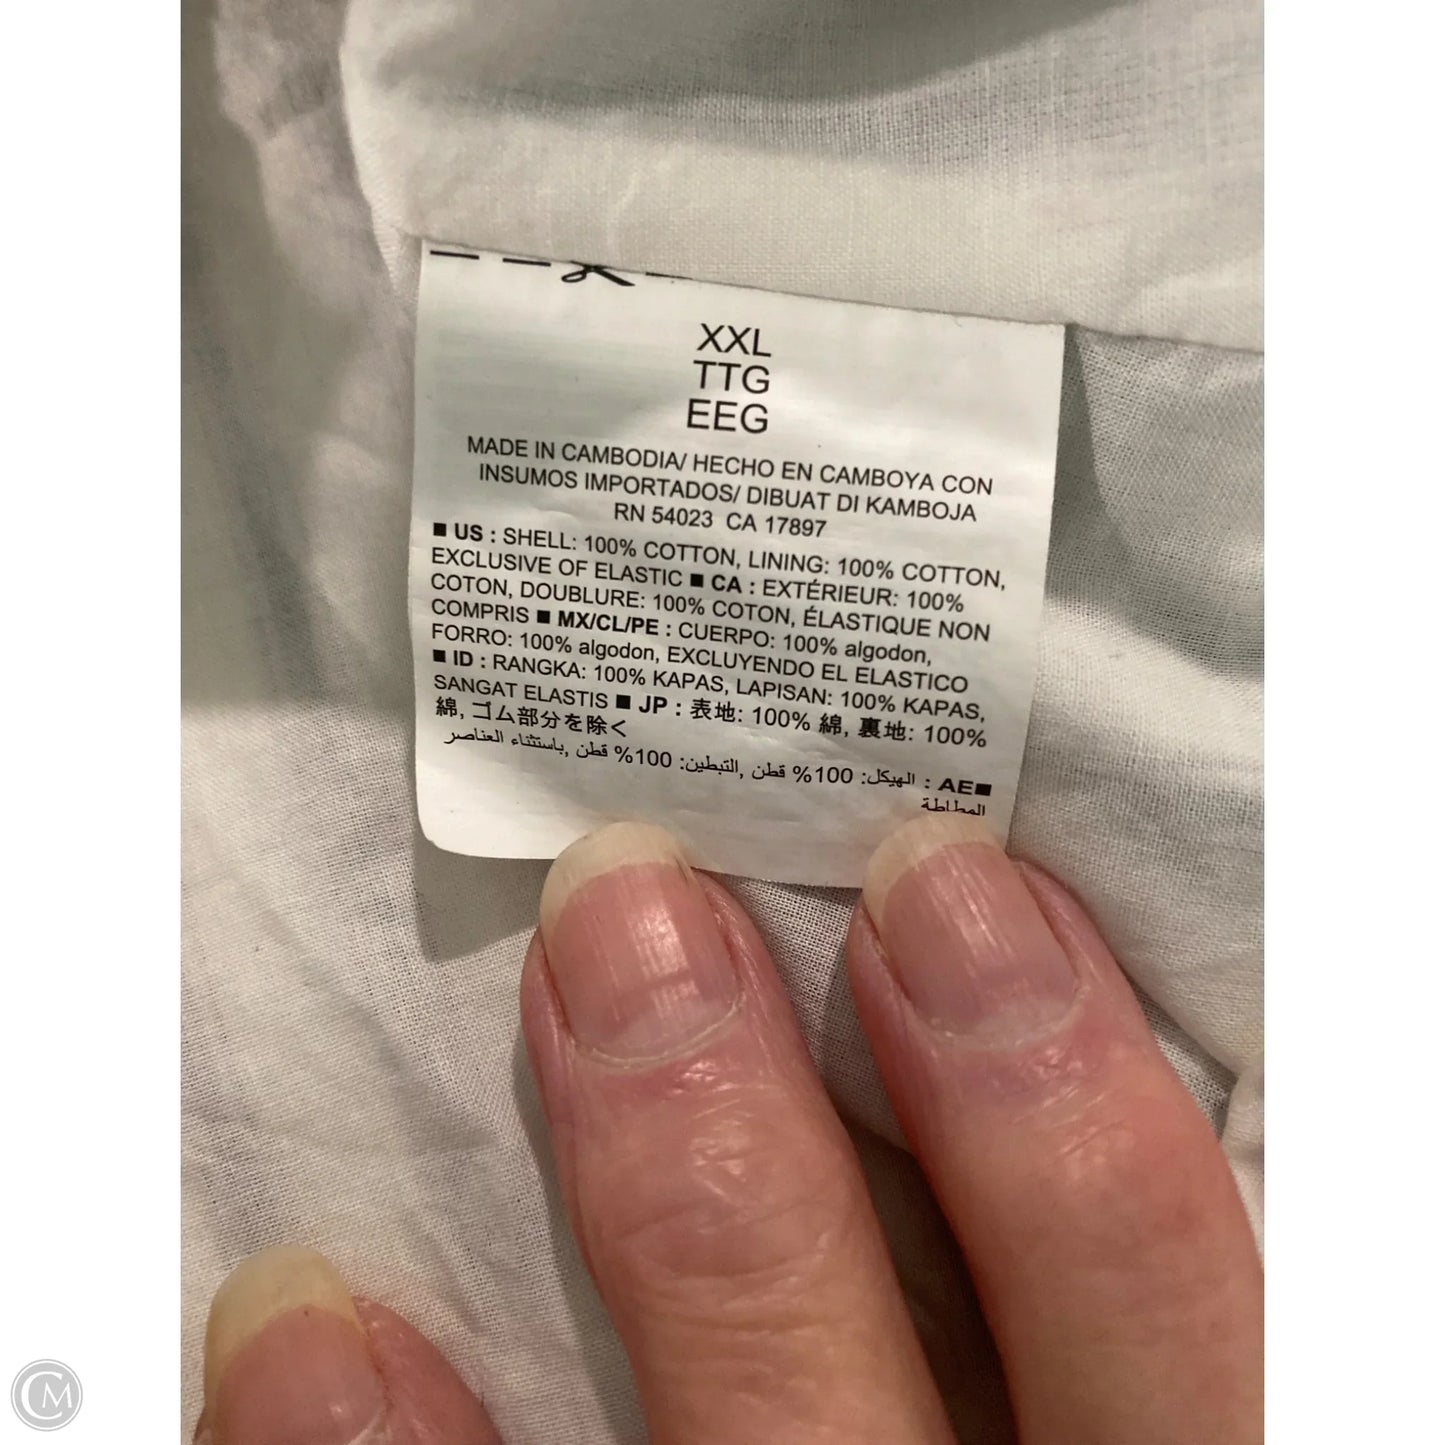 XXL
TTG
EEG
MADE IN CAMBODIA/ HECHO EN CAMBOYA CON
INSUMOS IMPORTADOS/ DIBUAT DI KAMBOJA
RN 54023 CA 17897
■ US : SHELL: 100% COTTON, LINING: 100% COTTON,
EXCLUSIVE OF ELASTIC ■ CA : EXTÉRIEUR: 100%
COTON, DOUBLURE: 100% COTON, ÉLASTIQUE NON
COMPRIS ■ MX/CL/PE : CUERPO: 100% algodon,
FORRO: 100% algodon, EXCLUYENDO EL ELASTICO
■ ID : RANGKA: 100% KAPAS, LAPISAN: 100% KAPAS,
SANGAT ELASTIS ■ JP : 表地: 100% 綿, 裏地: 100%
綿, ゴム部分を除く
■AE : الهيكل: 100% قطن ,التبطين: 100% قطن ,باستثناء العناصر
المطاطة
CM